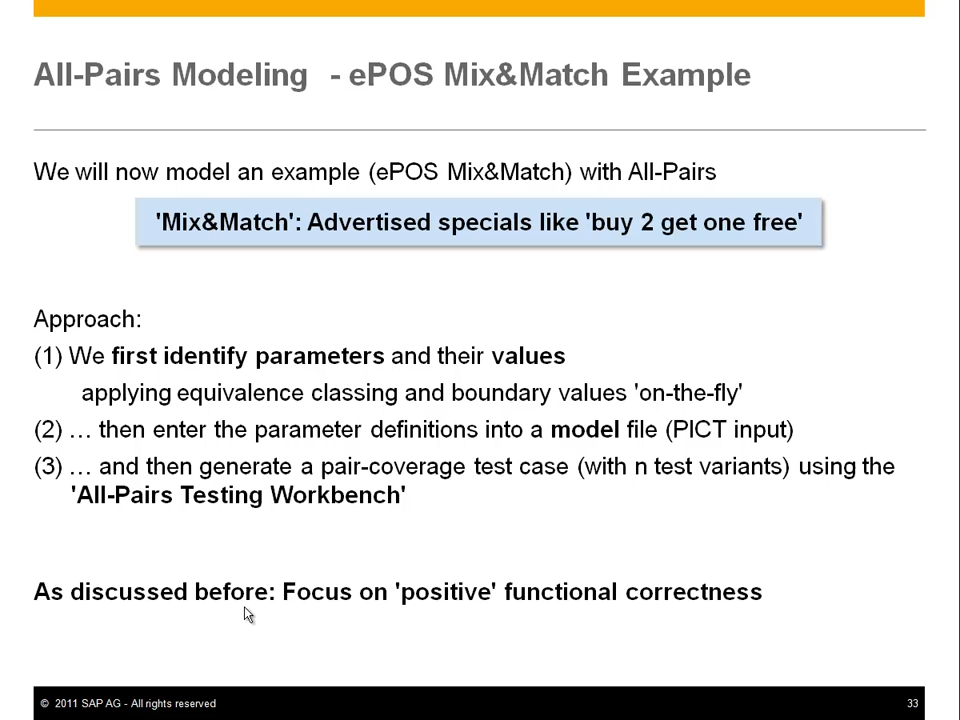 All-Pairs Modeling - ePOS Mix&Match Example
We will now model an example (ePOS Mix&Match) with All-Pairs
'Mix&Match': Advertised specials like 'buy 2 get one free'
Approach:
(1) We first identify parameters and their values
applying equivalence classing and boundary values 'on-the-fly'
(2) … then enter the parameter definitions into a model file (PICT input)
(3) … and then generate a pair-coverage test case (with n test variants) using the
'All-Pairs Testing Workbench'
As discussed before: Focus on 'positive' functional correctness
© 2011 SAP AG - All rights reserved
33